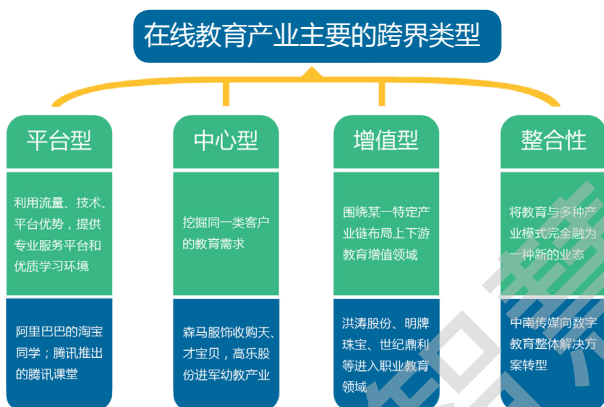 在线教育产业主要的跨界类型
平台型
利用流量、技术、
平台优势，提供
专业服务平台和
优质学习环境
阿里巴巴的淘宝
同学；腾讯推出
的腾讯课堂
中心型
挖掘同一类客户
的教育需求
森马服饰收购天、
才宝贝，高乐股
份进军幼教产业
增值型
围绕某一特定产
业链布局上下游
教育增值领域
洪涛股份、明牌
珠宝、世纪鼎利
等进入职业教育
领域
整合性
将教育与多种产
业模式完全融为
一种新的业态
中南传媒向数字
教育整体解决方
案转型